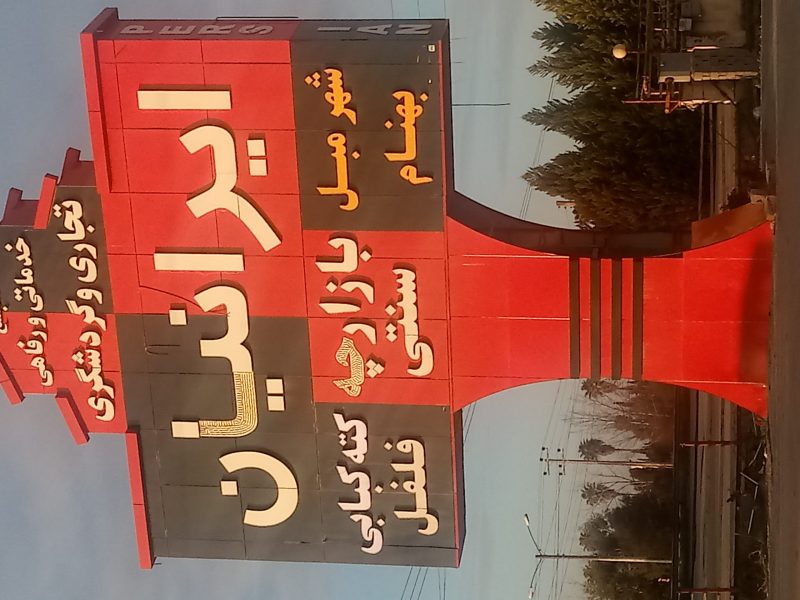 خدماتی و رفاهی
تجاری و گردشگری
PERSIAN
ایرانیان
شهر مبل
بهنام
بازارچه
سنتی
کته کبابی
فلفل